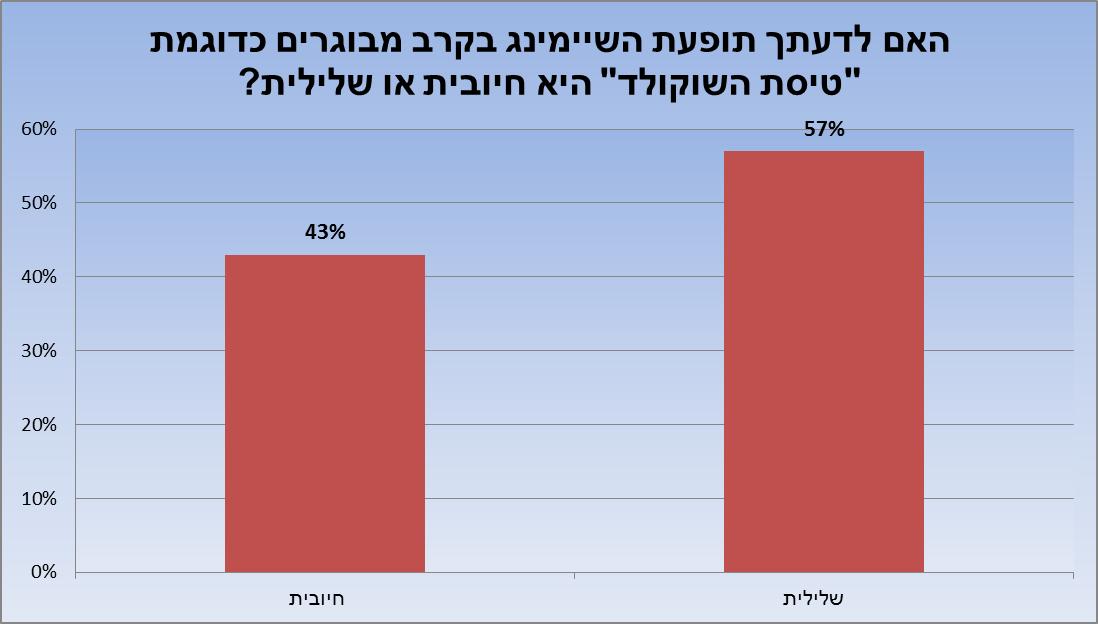 האם לדעתך תופעת השיימינג בקרב מבוגרים כדוגמת
"טיסת השוקולד" היא חיובית או שלילית?
60%
50%
40%
30%
20%
10%
0%
43%
57%
חיובית
שלילית